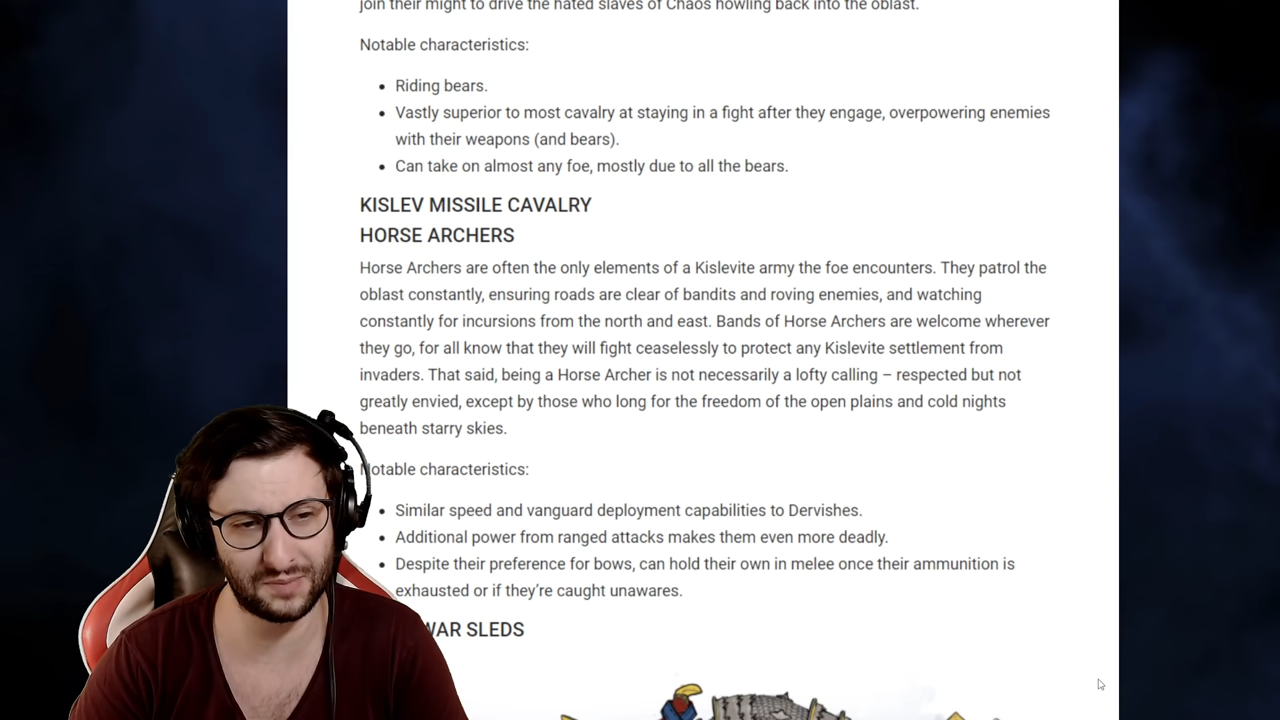 join their might to drive the hated slaves of Chaos howling back into the oblast.
Notable characteristics:
• Riding bears.
• Vastly superior to most cavalry at staying in a fight after they engage, overpowering enemies
with their weapons (and bears).
• Can take on almost any foe, mostly due to all the bears.
KISLEV MISSILE CAVALRY
HORSE ARCHERS
Horse Archers are often the only elements of a Kislevite army the foe encounters. They patrol the
oblast constantly, ensuring roads are clear of bandits and roving enemies, and watching
constantly for incursions from the north and east. Bands of Horse Archers are welcome wherever
they go, for all know that they will fight ceaselessly to protect any Kislevite settlement from
invaders. That said, being a Horse Archer is not necessarily a lofty calling – respected but not
greatly envied, except by those who long for the freedom of the open plains and cold nights
beneath starry skies.
Notable characteristics:
• Similar speed and vanguard deployment capabilities to Dervishes.
• Additional power from ranged attacks makes them even more deadly.
• Despite their preference for bows, can hold their own in melee once their ammunition is
exhausted or if they’re caught unawares.
WAR SLEDS